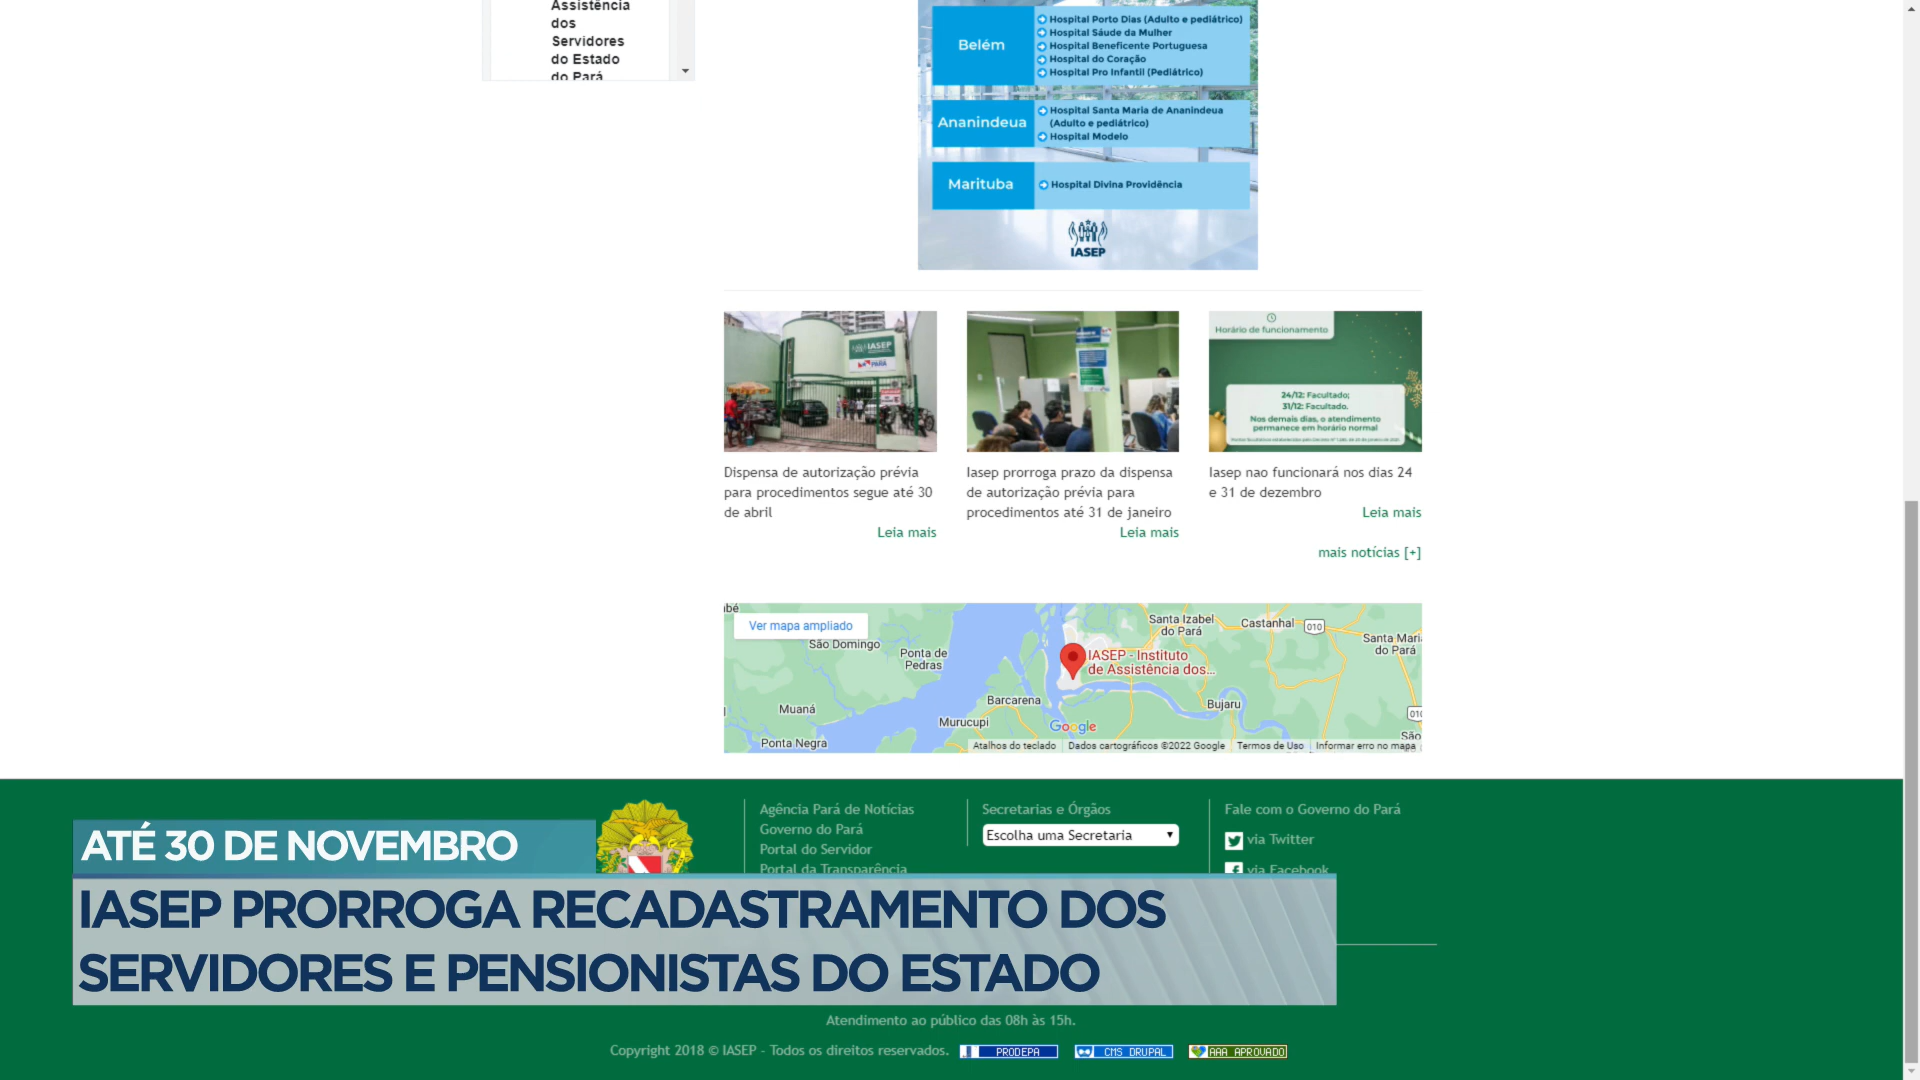 Assistência
dos
Servidores
do Estado
do Pará
Belém
Hospital Porto Dias (Adulto e pediátrico)
Hospital Sáude da Mulher
Hospital Beneficente Portuguesa
Hospital do Coração
Hospital Pro Infantil (Pediátrico)
Ananindeua
Hospital Santa Maria de Ananindeua
(Adulto e pediátrico)
Hospital Modelo
Marituba
Hospital Divina Providência
IASEP
IASEP
PARÁ
Horário de funcionamento
24/12: Facultado;
31/12: Facultado.
Nos demais dias, o atendimento
permanece em horário normal
Dispensa de autorização prévia
para procedimentos segue até 30
de abril
Leia mais
Iasep prorroga prazo da dispensa
de autorização prévia para
procedimentos até 31 de janeiro
Leia mais
Iasep nao funcionará nos dias 24
e 31 de dezembro
Leia mais
mais notícias [+]
Ver mapa ampliado
São Domingo
Ponta de
Pedras
Santa Izabel
do Pará
Castanhal
010
Santa Mari
do Pará
IASEP - Instituto
de Assistência dos...
Muaná
Barcarena
Murucupi
Bujaru
Ponta Negra
São
Google
Atalhos do teclado
Dados cartográficos ©2022 Google
Termos de Uso
Informar erro no mapa
Agência Pará de Notícias
Governo do Pará
Portal do Servidor
Portal da Transparência
Secretarias e Órgãos
Escolha uma Secretaria
Fale com o Governo do Pará
via Twitter
via Facebook
ATÉ 30 DE NOVEMBRO
IASEP PRORROGA RECADASTRAMENTO DOS
SERVIDORES E PENSIONISTAS DO ESTADO
Atendimento ao público das 08h às 15h.
Copyright 2018 © IASEP - Todos os direitos reservados.
PRODEPA
CMS DRUPAL
AAA APROVADO